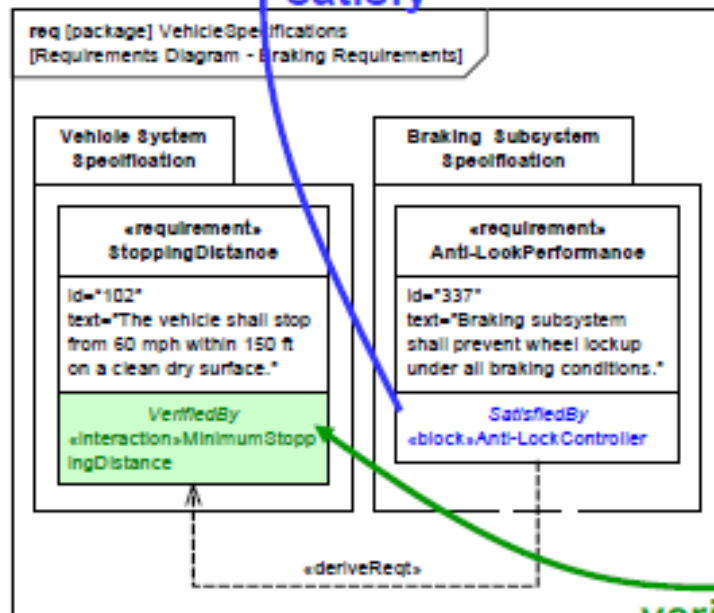 satisfy
req [package] VehicleSpecifications
[Requirements Diagram - Braking Requirements]
Vehicle System
Specification
Braking Subsystem
Specification
«requirement»
StoppingDistance
id="102"
text="The vehicle shall stop
from 60 mph within 150 ft
on a clean dry surface."
VerifiedBy
«interaction»MinimumStopp
ingDistance
«requirement»
Anti-LookPerformance
id="337"
text="Braking subsystem
shall prevent wheel lockup
under all braking conditions."
SatisfiedBy
«block»Anti-LockController
«deriveReqt»